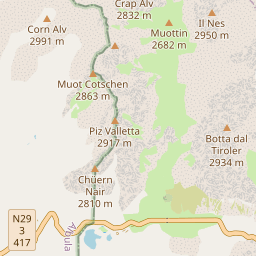 Crap Alv
2832 m
Corn Alv
2991 m
Muottin
2682 m
Il Nes
2950 m
Muot Cotschen
2863 m
Piz Valletta
2917 m
Botta dal
Tiroler
2934 m
Chüern
Nair
2810 m
N29
3
417
Albula